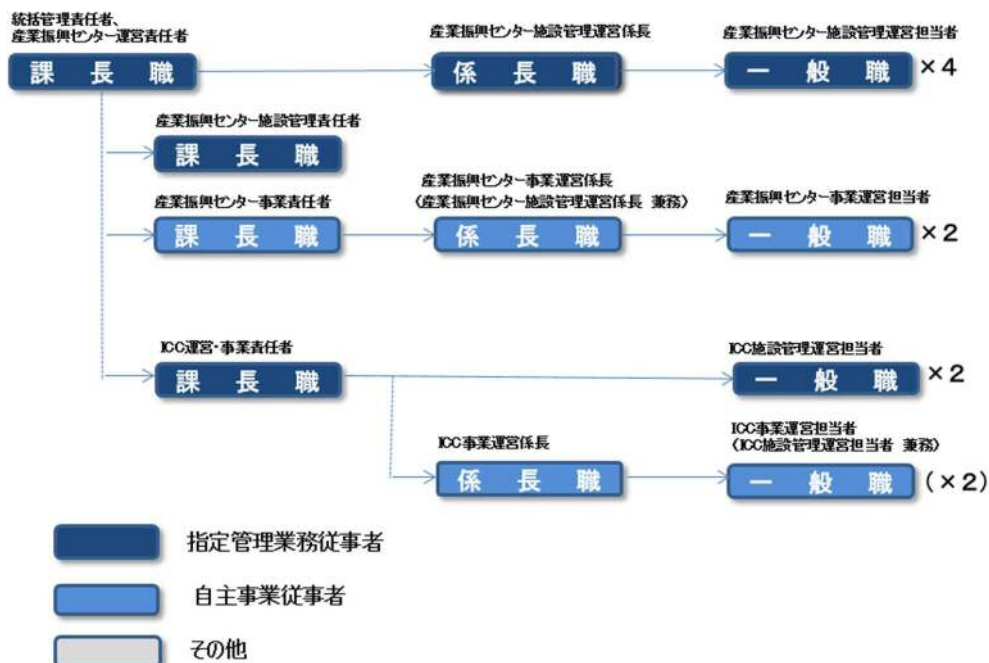 統括管理責任者、
産業振興センター運営責任者
課長職
産業振興センター施設管理運営係長
係長職
産業振興センター施設管理運営担当者
一般職 ×4
産業振興センター施設管理責任者
課長職
産業振興センター事業責任者
課長職
産業振興センター事業運営係長
(産業振興センター施設管理運営係長 兼務)
係長職
産業振興センター事業運営担当者
一般職 ×2
ICC運営・事業責任者
課長職
ICC施設管理運営担当者
一般職 ×2
ICC事業運営係長
係長職
ICC事業運営担当者
(ICC施設管理運営担当者 兼務)
一般職 (×2)
指定管理業務従事者
自主事業従事者
その他